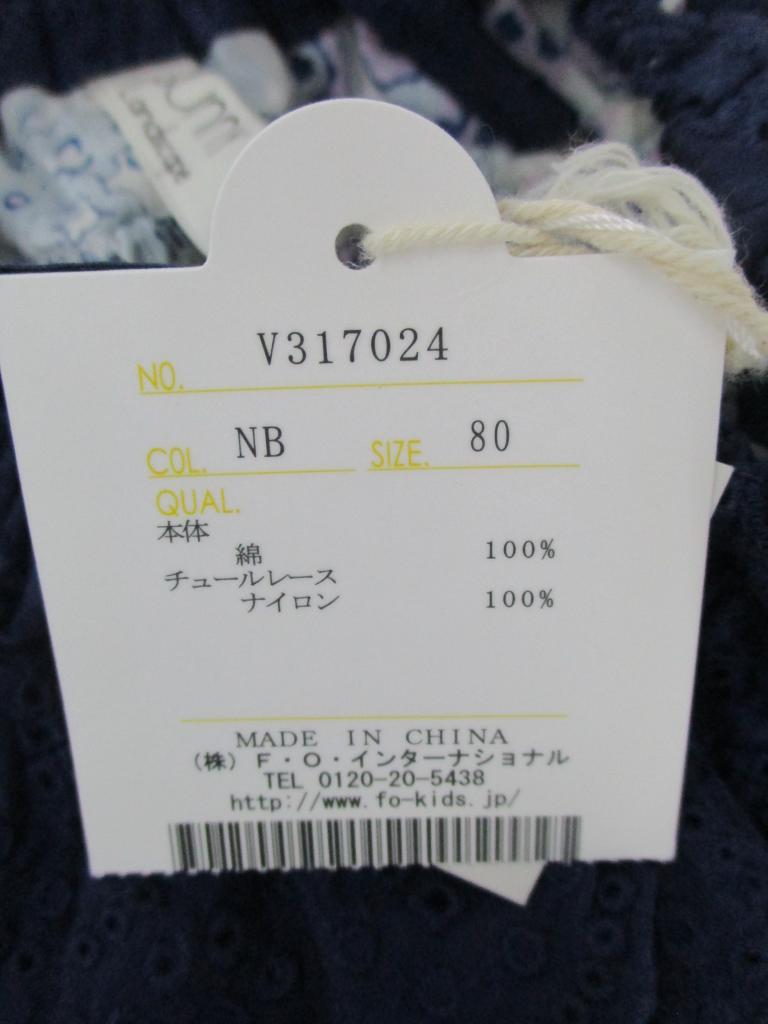 Landscape
V317024
NO.
COL. NB SIZE. 80
QUAL.
本体
綿 100%
チュールレース
ナイロン 100%
MADE IN CHINA
(株) F・O・インターナショナル
TEL 0120-20-5438
http://www.fo-kids.jp/